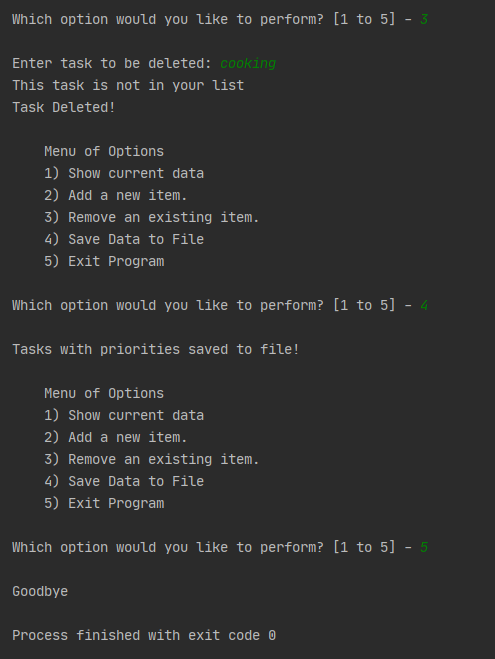 Which option would you like to perform? [1 to 5] - 3
Enter task to be deleted: cooking
This task is not in your list
Task Deleted!
Menu of Options
1) Show current data
2) Add a new item.
3) Remove an existing item.
4) Save Data to File
5) Exit Program
Which option would you like to perform? [1 to 5] - 4
Tasks with priorities saved to file!
Menu of Options
1) Show current data
2) Add a new item.
3) Remove an existing item.
4) Save Data to File
5) Exit Program
Which option would you like to perform? [1 to 5] - 5
Goodbye
Process finished with exit code 0